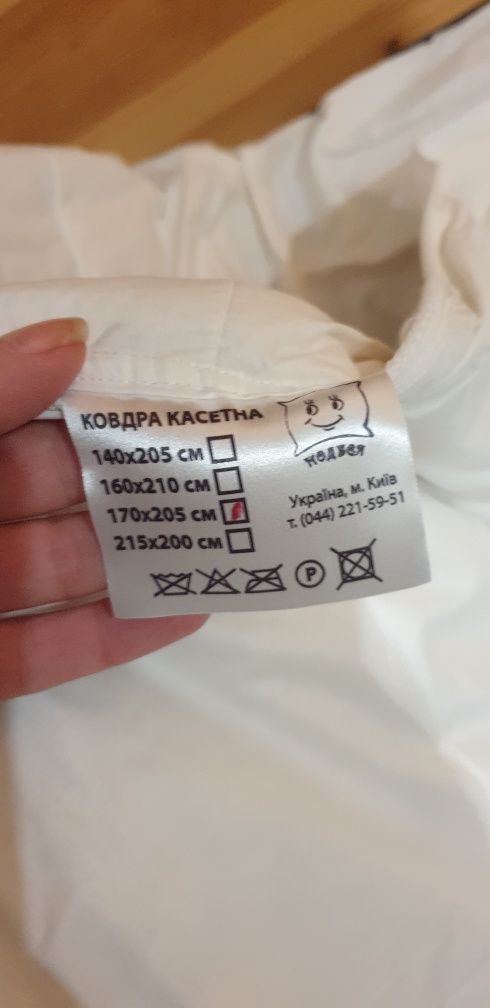 КОВДРА КАСЕТНА
140х205 см
160х210 см
170х205 см
215х200 см
Україна, м. Київ
т. (044) 221-59-51
P